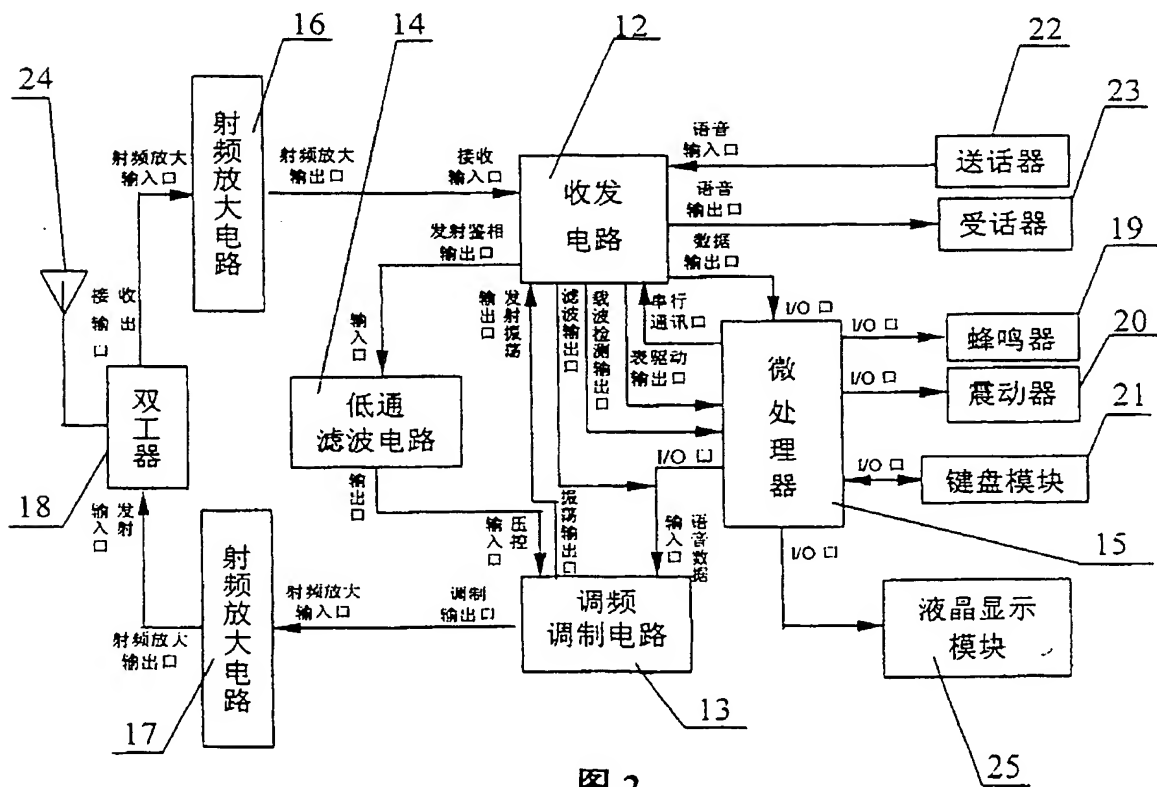 16
14
12
22
24
23
射频放大电路
射频放大
输入口
射频放大
输出口
接收
输入口
语音
输入口
送话器
收发
电路
语音
输出口
受话器
19
发射鉴相
输出口
数据
输出口
接收
输出口
发射振荡
输出口
滤波输出口
载波检测输出口
串行
通讯口
I/O 口
I/O 口
蜂鸣器
20
输入口
表驱动
输出口
微处理器
I/O 口
震动器
21
双工器
低通
滤波电路
18
I/O 口
I/O 口
键盘模块
发射
输入口
输出口
压控
输入口
振荡输出口
语音数据
输入口
I/O 口
15
射频放大电路
射频放大
输入口
调制
输出口
调频
调制电路
液晶显示
模块
射频放大
输出口
17
13
25
图 2